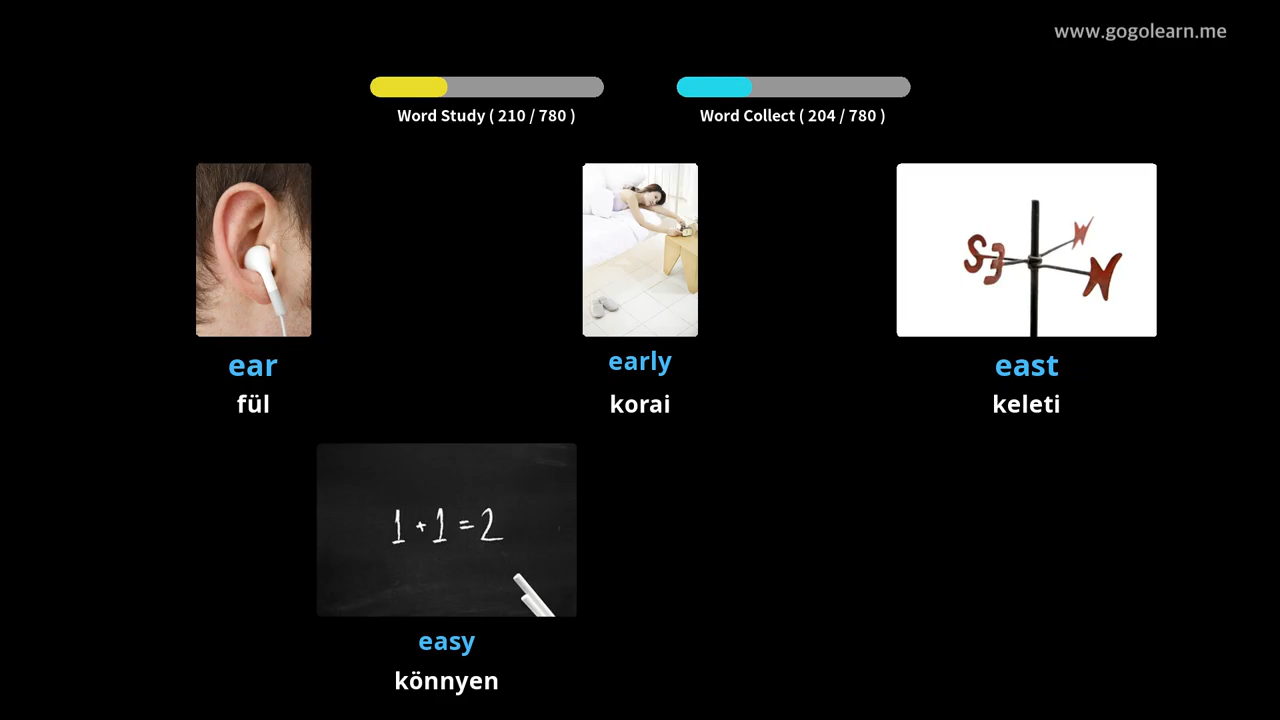 www.gogolearn.me
Word Study ( 210 / 780 )
Word Collect ( 204 / 780 )
S E N W
ear
early
east
fül
korai
keleti
1 + 1 = 2
easy
könnyen